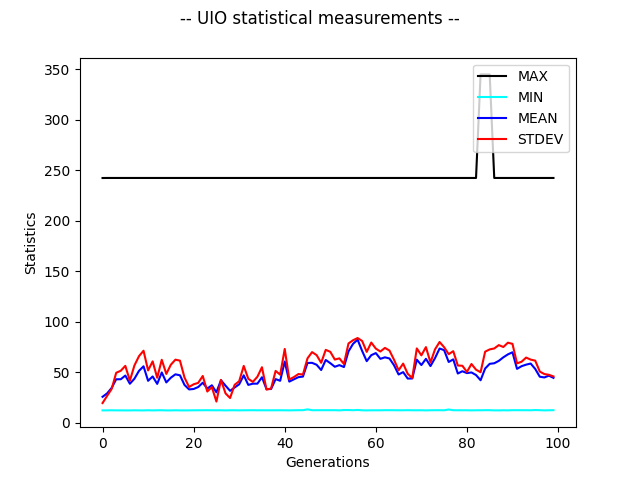 -- UIO statistical measurements --
350
300
250
200
150
100
50
0
Statistics
MAX
MIN
MEAN
STDEV
0 20 40 60 80 100
Generations